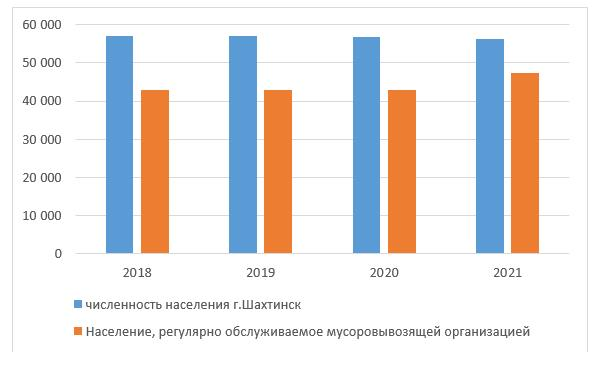 60 000
50 000
40 000
30 000
20 000
10 000
0
2018 2019 2020 2021
численность населения г.Шахтинск
Население, регулярно обслуживаемое мусоровывозящей организацией